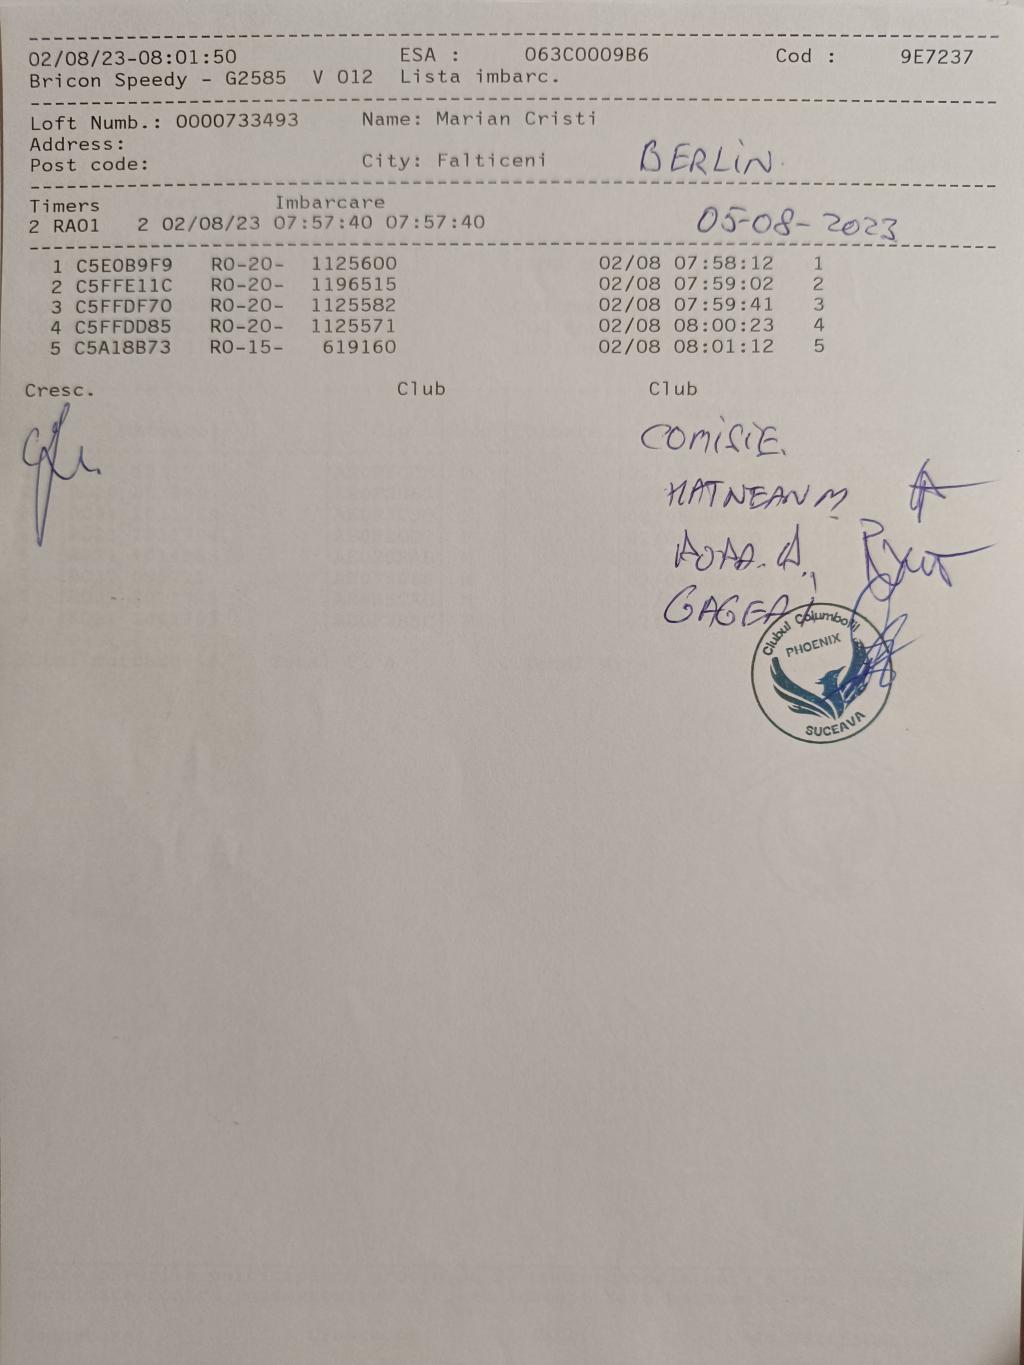 02/08/23-08:01:50 ESA : 063C0009B6 Cod : 9E7237
Bricon Speedy - G2585 V 012 Lista imbarc.
Loft Numb.: 0000733493 Name: Marian Cristi
Address:
Post code: City: Falticeni BERLIN
Timers Imbarcare
2 RA01 2 02/08/23 07:57:40 07:57:40 05-08-2023
1 C5E0B9F9 RO-20- 1125600 02/08 07:58:12 1
2 C5FFE11C RO-20- 1196515 02/08 07:59:02 2
3 C5FFDF70 RO-20- 1125582 02/08 07:59:41 3
4 C5FFDD85 RO-20- 1125571 02/08 08:00:23 4
5 C5A18B73 RO-15- 619160 02/08 08:01:12 5
Cresc. Club Club
COMISIE.
HATNEAN M
GAGEA
Clubul Columbofil
PHOENIX
SUCEAVA